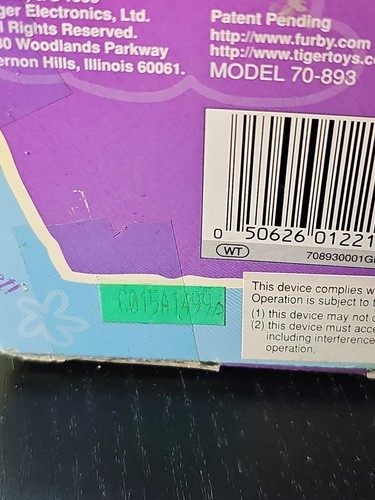 ger Electronics, Ltd.
Rights Reserved.
Woodlands Parkway
ernon Hills, Illinois 60061.
Patent Pending
http://www.furby.com
http://www.tigertoys.c
MODEL 70-893
0 50626 01221
WT
708930001G
C015A1499
This device complies w
Operation is subject to t
(1) this device may not c
(2) this device must acce
including interference
operation.